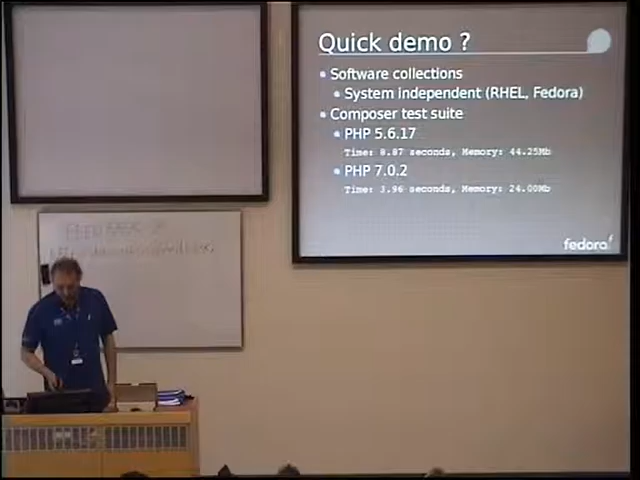 Quick demo ?
Software collections
System independent (RHEL, Fedora)
Composer test suite
PHP 5.6.17
Time: 8.87 seconds, Memory: 44.25Mb
PHP 7.0.2
Time: 3.96 seconds, Memory: 24.00Mb
fedora